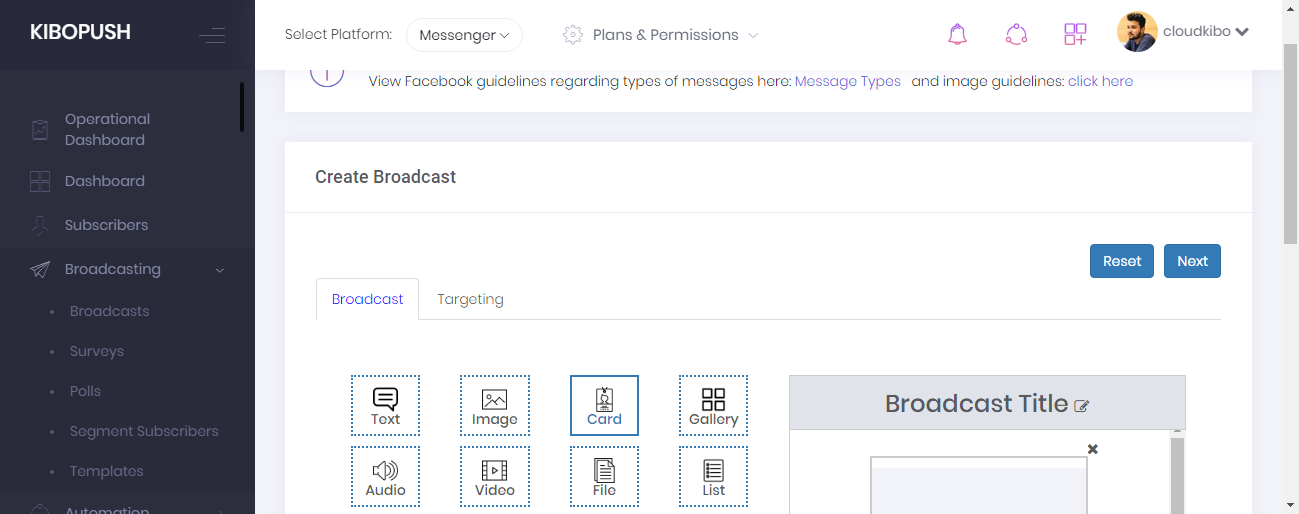 KIBOPUSH
Select Platform:
Messenger
Plans & Permissions
cloudkibo
View Facebook guidelines regarding types of messages here: Message Types and image guidelines: click here
Operational
Dashboard
Dashboard
Subscribers
Broadcasting
Broadcasts
Surveys
Polls
Segment Subscribers
Templates
Automation
Create Broadcast
Reset
Next
Broadcast
Targeting
Text
Image
Card
Gallery
Audio
Video
File
List
Broadcast Title